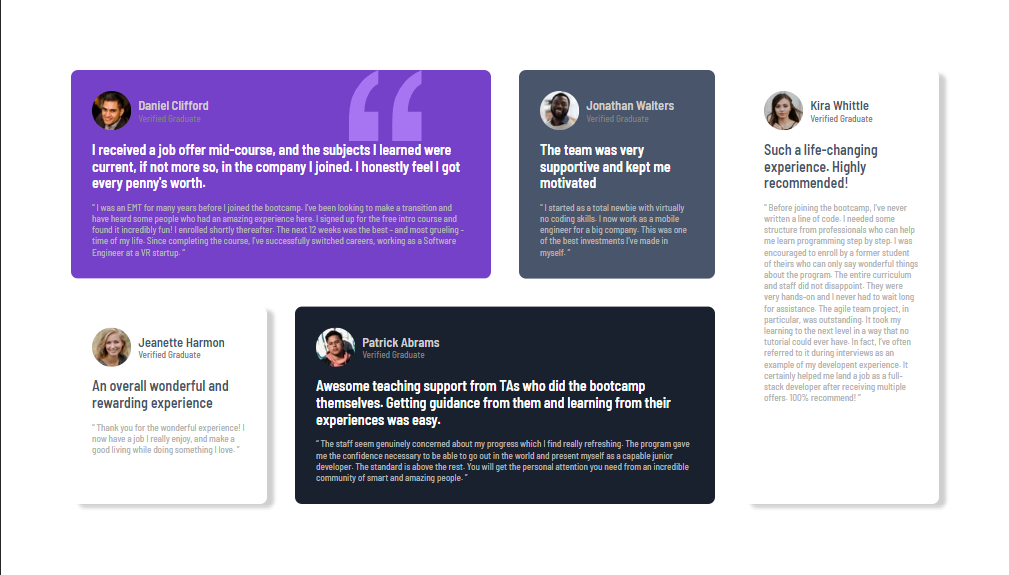 Daniel Clifford
Verified Graduate
I received a job offer mid-course, and the subjects I learned were
current, if not more so, in the company I joined. I honestly feel I got
every penny's worth.
“ I was an EMT for many years before I joined the bootcamp. I've been looking to make a transition and
have heard some people who had an amazing experience here. I signed up for the free intro course and
found it incredibly fun! I enrolled shortly thereafter. The next 12 weeks was the best - and most grueling -
time of my life. Since completing the course, I've successfully switched careers, working as a Software
Engineer at a VR startup. ”
Jonathan Walters
Verified Graduate
The team was very
supportive and kept me
motivated
“ I started as a total newbie with virtually
no coding skills. I now work as a mobile
engineer for a big company. This was one
of the best investments I've made in
myself. ”
Kira Whittle
Verified Graduate
Such a life-changing
experience. Highly
recommended!
“ Before joining the bootcamp, I've never
written a line of code. I needed some
structure from professionals who can help
me learn programming step by step. I was
encouraged to enroll by a former student
of theirs who can only say wonderful things
about the program. The entire curriculum
and staff did not disappoint. They were
very hands-on and I never had to wait long
for assistance. The agile team project, in
particular, was outstanding. It took my
learning to the next level in a way that no
tutorial could ever have. In fact, I've often
referred to it during interviews as an
example of my developent experience. It
certainly helped me land a job as a full-
stack developer after receiving multiple
offers. 100% recommend! ”
Jeanette Harmon
Verified Graduate
An overall wonderful and
rewarding experience
“ Thank you for the wonderful experience! I
now have a job I really enjoy, and make a
good living while doing something I love. ”
Patrick Abrams
Verified Graduate
Awesome teaching support from TAs who did the bootcamp
themselves. Getting guidance from them and learning from their
experiences was easy.
“ The staff seem genuinely concerned about my progress which I find really refreshing. The program gave
me the confidence necessary to be able to go out in the world and present myself as a capable junior
developer. The standard is above the rest. You will get the personal attention you need from an incredible
community of smart and amazing people. ”